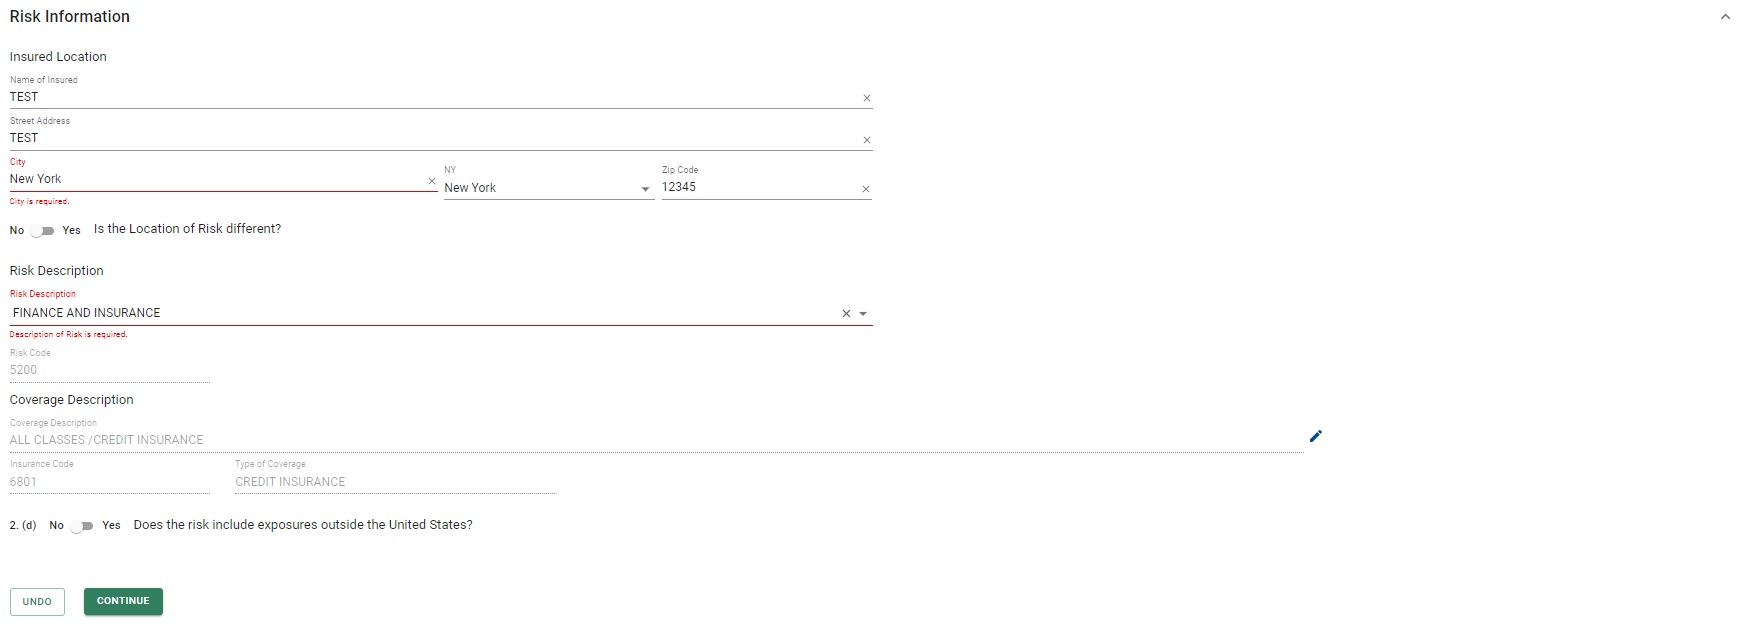 Risk Information
Insured Location
Name of Insured
TEST
Street Address
TEST
City
New York
City is required.
NY
New York
Zip Code
12345
No Yes Is the Location of Risk different?
Risk Description
Risk Description
FINANCE AND INSURANCE
Description of Risk is required.
Risk Code
5200
Coverage Description
Coverage Description
ALL CLASSES /CREDIT INSURANCE
Insurance Code
6801
Type of Coverage
CREDIT INSURANCE
2. (d) No Yes Does the risk include exposures outside the United States?
UNDO CONTINUE